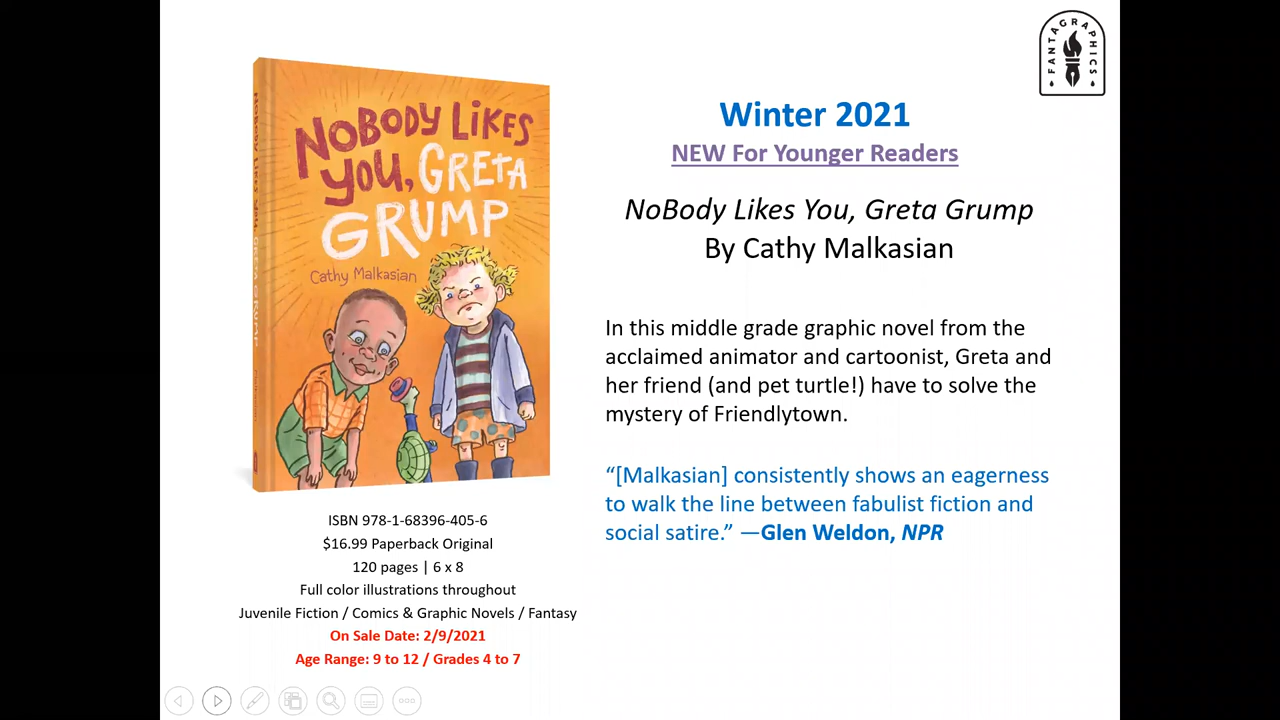 FANTAGRAPHICS
NOBODY LIKES
YOU, GRETA
GRUMP
Cathy Malkasian
NOBODY LIKES YOU, GRETA GRUMP
Winter 2021
NEW For Younger Readers
NoBody Likes You, Greta Grump
By Cathy Malkasian
In this middle grade graphic novel from the
acclaimed animator and cartoonist, Greta and
her friend (and pet turtle!) have to solve the
mystery of Friendlytown.
“[Malkasian] consistently shows an eagerness
to walk the line between fabulist fiction and
social satire.” —Glen Weldon, NPR
ISBN 978-1-68396-405-6
$16.99 Paperback Original
120 pages | 6 x 8
Full color illustrations throughout
Juvenile Fiction / Comics & Graphic Novels / Fantasy
On Sale Date: 2/9/2021
Age Range: 9 to 12 / Grades 4 to 7